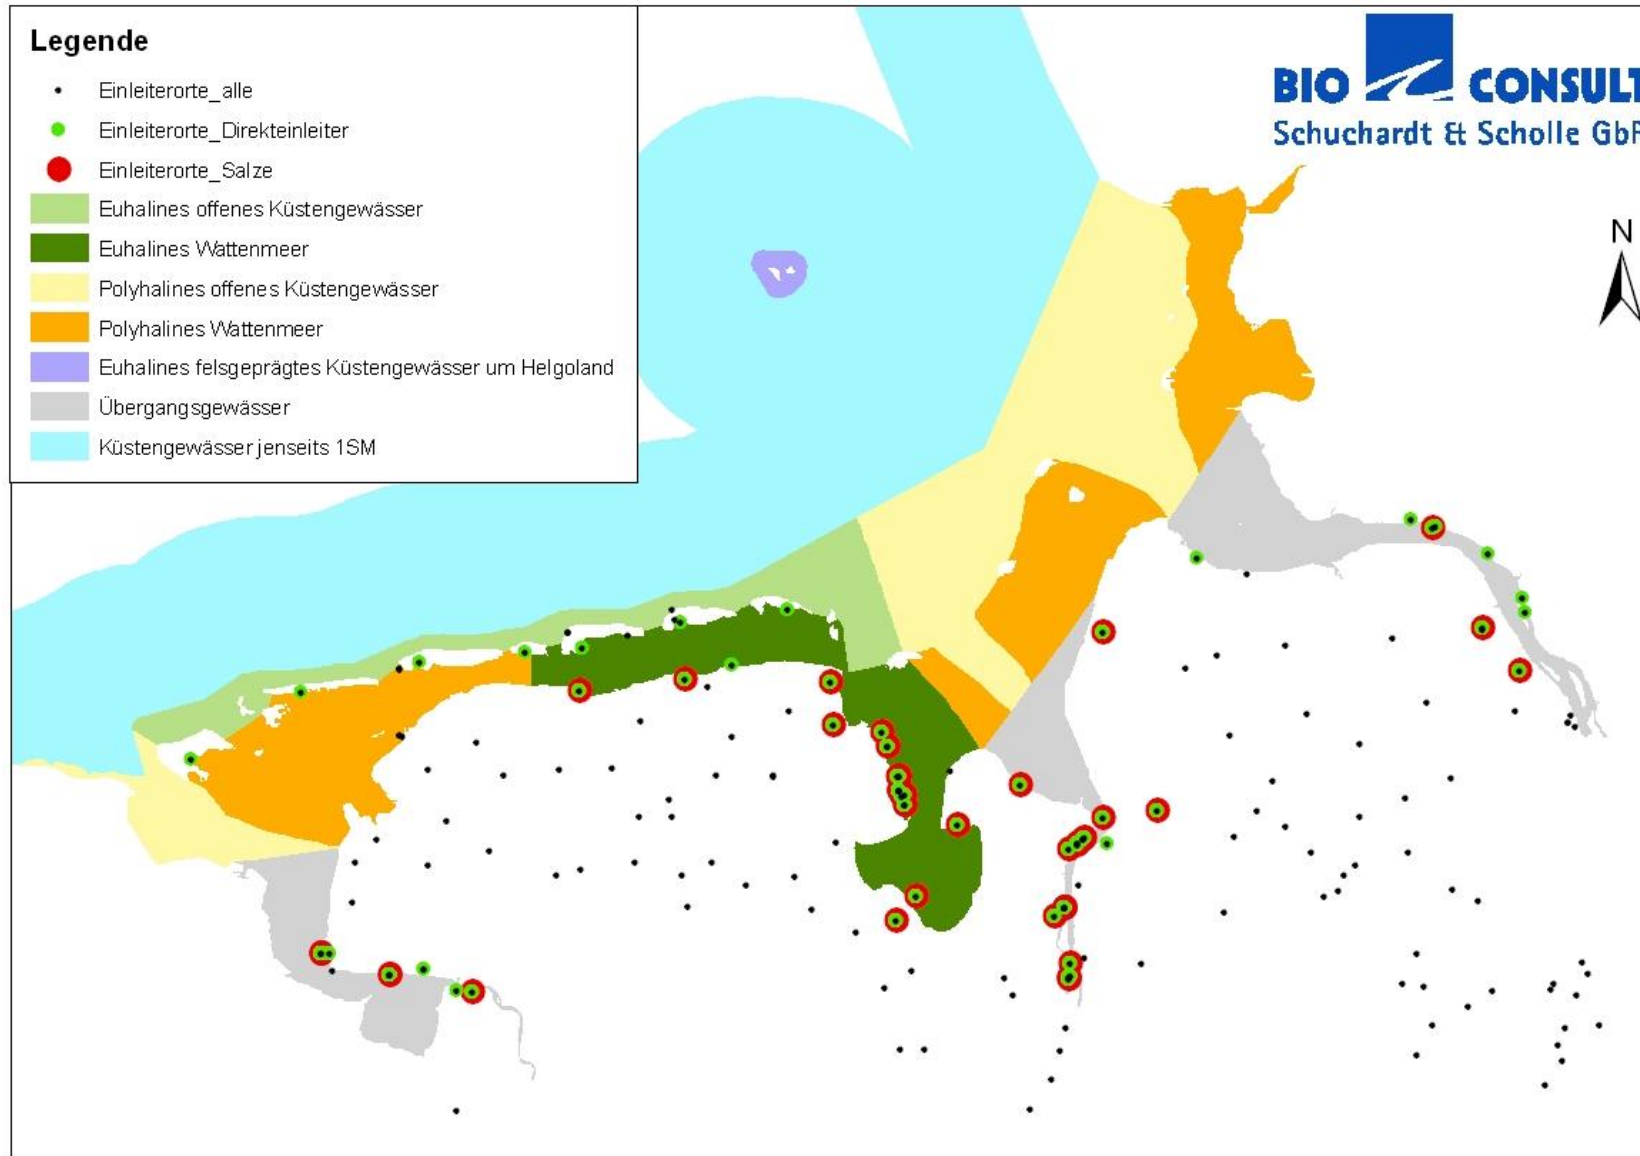 Legende
Einleiterorte_alle
Einleiterorte_Direkteinleiter
Einleiterorte_Salze
Euhalines offenes Küstengewässer
Euhalines Wattenmeer
Polyhalines offenes Küstengewässer
Polyhalines Wattenmeer
Euhalines felsgeprägtes Küstengewässer um Helgoland
Übergangsgewässer
Küstengewässer jenseits 1SM
BIO CONSULT
Schuchardt & Scholle GbR
N